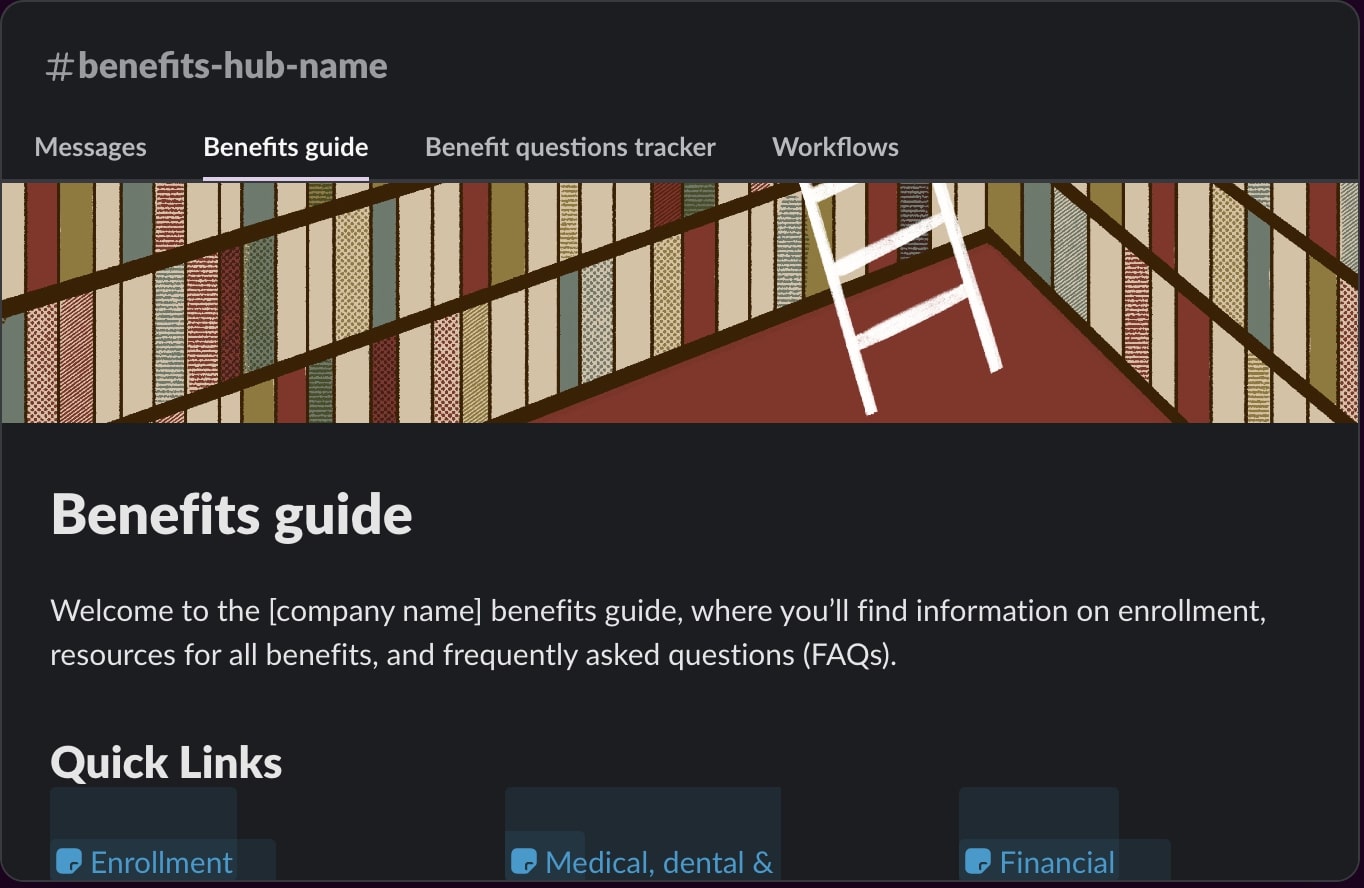 #benefits-hub-name
Messages Benefits guide Benefit questions tracker Workflows
Benefits guide
Welcome to the [company name] benefits guide, where you’ll find information on enrollment,
resources for all benefits, and frequently asked questions (FAQs).
Quick Links
Enrollment Medical, dental & Financial